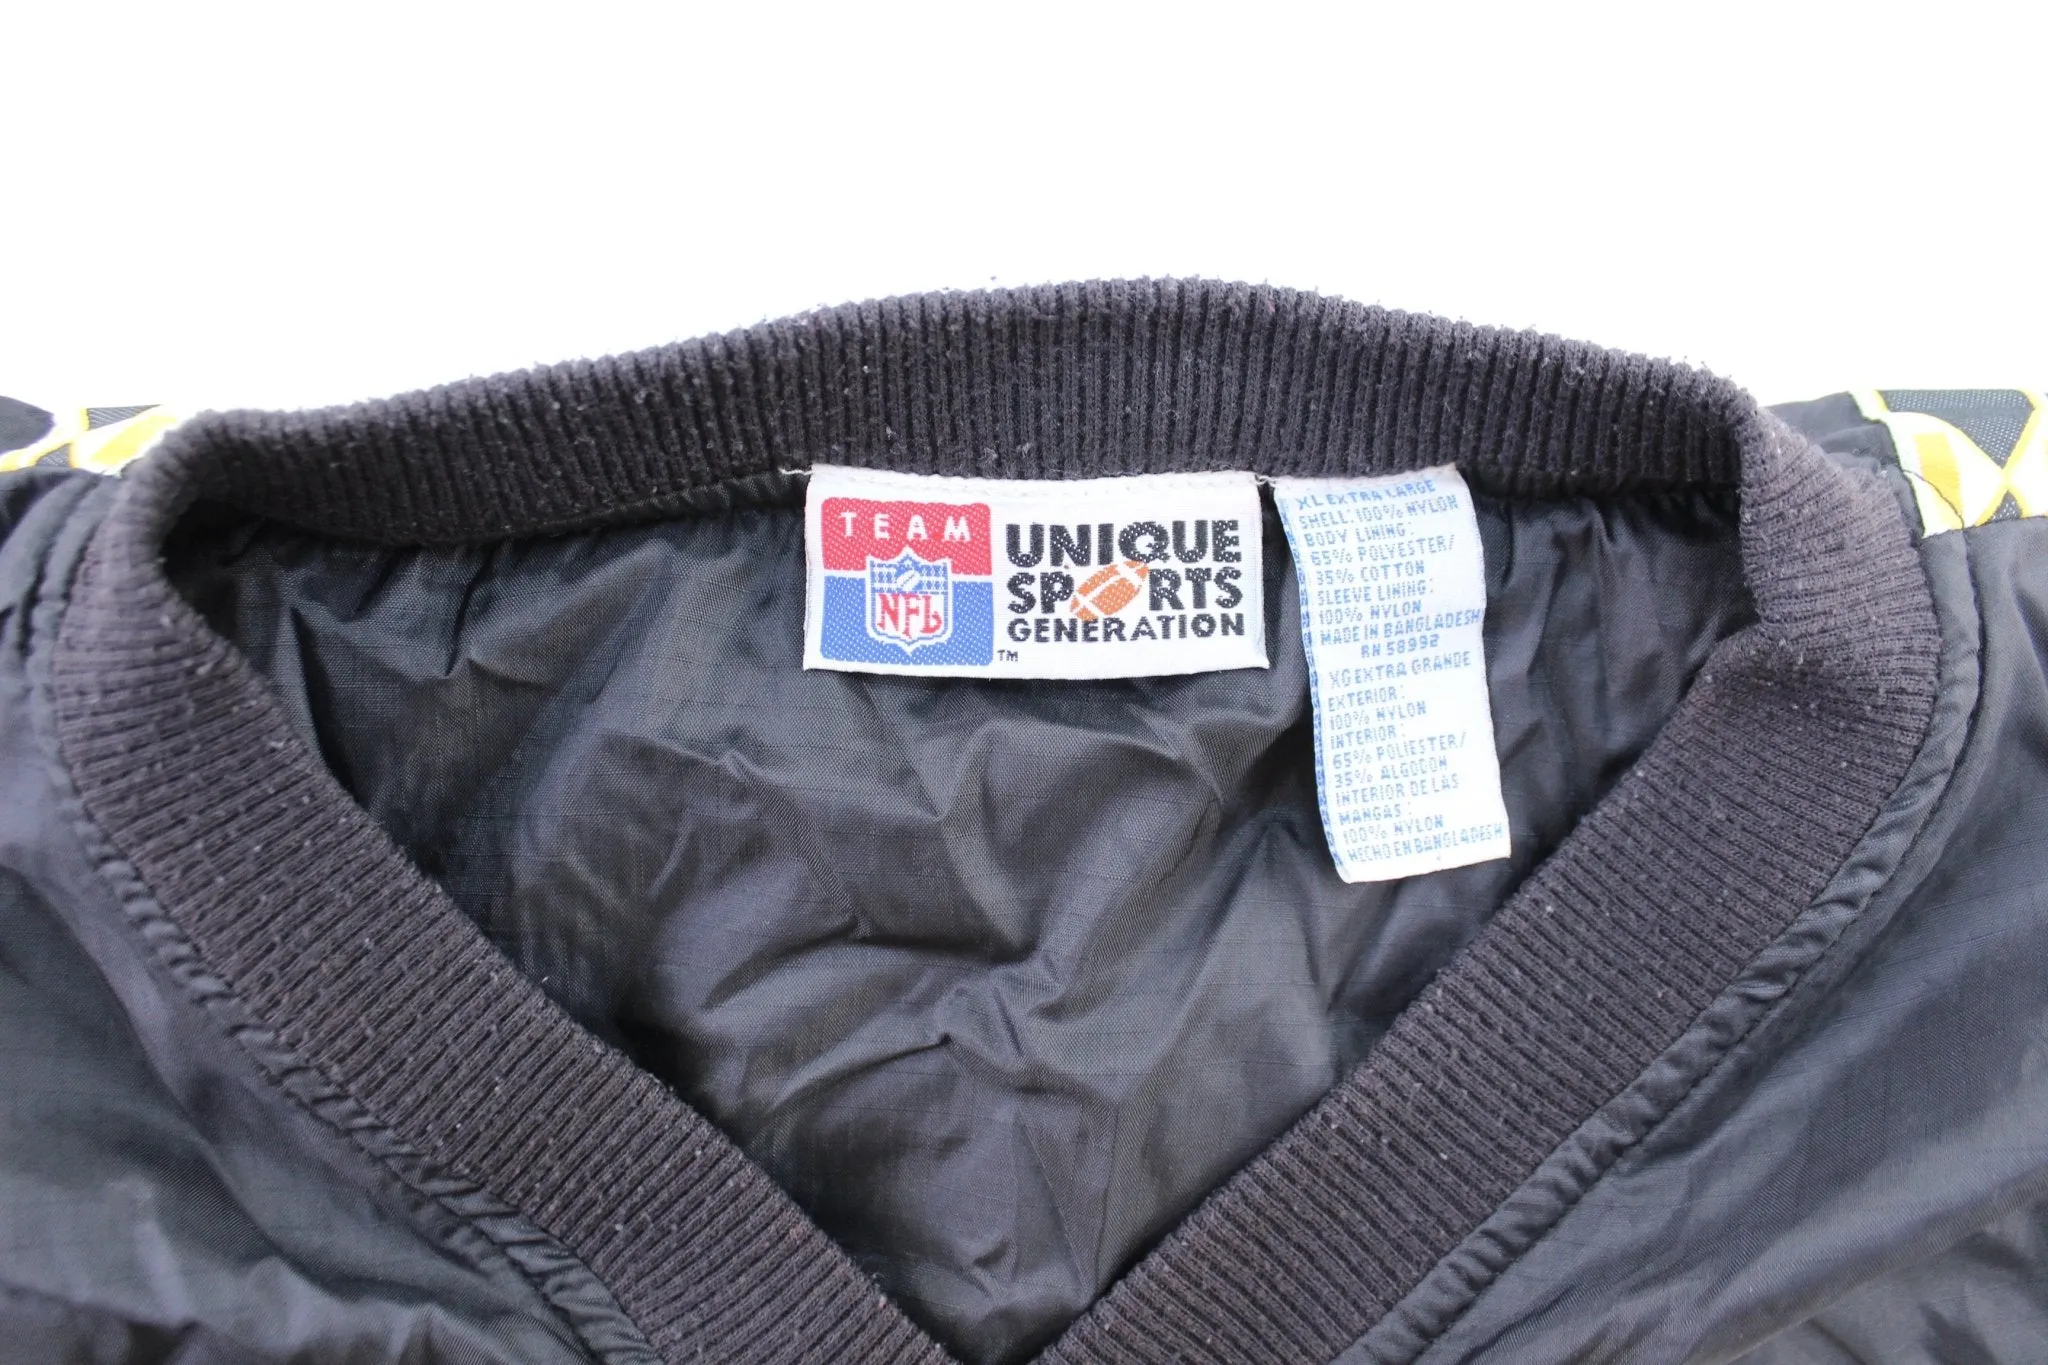 TEAM
NFL
UNIQUE
SPORTS
GENERATION
TM
XL EXTRA LARGE
SHELL: 100% NYLON
BODY LINING:
65% POLYESTER/
35% COTTON
SLEEVE LINING:
100% NYLON
MADE IN BANGLADESH
RN 58992
XG EXTRA GRANDE
EXTERIOR:
100% NYLON
INTERIOR:
65% POLIESTER/
35% ALGODON
INTERIOR DE LAS
MANGAS:
100% NYLON
HECHO EN BANGLADESH